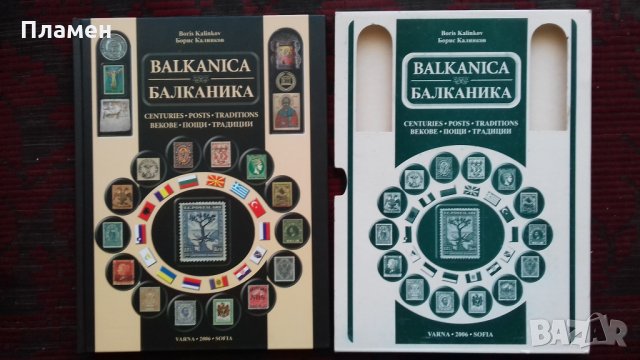 Пламен
Boris Kalinkov
Борис Калинков
BALKANICA
БАЛКАНИКА
CENTURIES • POSTS • TRADITIONS
ВЕКОВЕ • ПОЩИ • ТРАДИЦИИ
VARNA • 2006 • SOFIA
Boris Kalinkov
Борис Калинков
BALKANICA
БАЛКАНИКА
CENTURIES • POSTS • TRADITIONS
ВЕКОВЕ • ПОЩИ • ТРАДИЦИИ
VARNA • 2006 • SOFIA
BAZAR